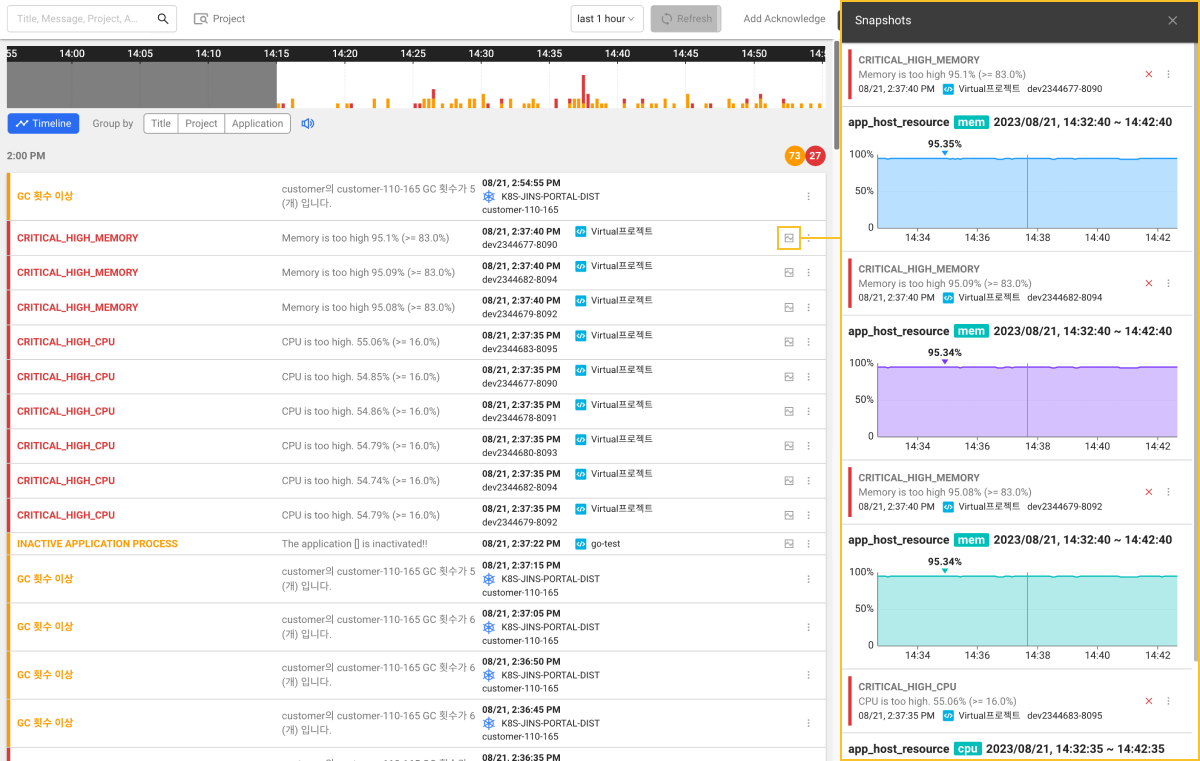 Title, Message, Project, A...
Project
last 1 hour
Refresh
Add Acknowledge
55 14:00 14:05 14:10 14:15 14:20 14:25 14:30 14:35 14:40 14:45 14:50 14:5
Timeline
Group by
Title Project Application
2:00 PM
73 27
GC 횟수 이상
customer의 customer-110-165 GC 횟수가 5
(개) 입니다.
08/21, 2:54:55 PM
K8S-JINS-PORTAL-DIST
customer-110-165
CRITICAL_HIGH_MEMORY
Memory is too high 95.1% (>= 83.0%)
08/21, 2:37:40 PM Virtual프로젝트
dev2344677-8090
CRITICAL_HIGH_MEMORY
Memory is too high 95.09% (>= 83.0%)
08/21, 2:37:40 PM Virtual프로젝트
dev2344682-8094
CRITICAL_HIGH_MEMORY
Memory is too high 95.08% (>= 83.0%)
08/21, 2:37:40 PM Virtual프로젝트
dev2344679-8092
CRITICAL_HIGH_CPU
CPU is too high. 55.06% (>= 16.0%)
08/21, 2:37:35 PM Virtual프로젝트
dev2344683-8095
CRITICAL_HIGH_CPU
CPU is too high. 54.85% (>= 16.0%)
08/21, 2:37:35 PM Virtual프로젝트
dev2344677-8090
CRITICAL_HIGH_CPU
CPU is too high. 54.86% (>= 16.0%)
08/21, 2:37:35 PM Virtual프로젝트
dev2344678-8091
CRITICAL_HIGH_CPU
CPU is too high. 54.79% (>= 16.0%)
08/21, 2:37:35 PM Virtual프로젝트
dev2344680-8093
CRITICAL_HIGH_CPU
CPU is too high. 54.74% (>= 16.0%)
08/21, 2:37:35 PM Virtual프로젝트
dev2344682-8094
CRITICAL_HIGH_CPU
CPU is too high. 54.79% (>= 16.0%)
08/21, 2:37:35 PM Virtual프로젝트
dev2344679-8092
INACTIVE APPLICATION PROCESS
The application [] is inactivated!!
08/21, 2:37:22 PM go-test
GC 횟수 이상
customer의 customer-110-165 GC 횟수가 5
(개) 입니다.
08/21, 2:37:15 PM
K8S-JINS-PORTAL-DIST
customer-110-165
GC 횟수 이상
customer의 customer-110-165 GC 횟수가 6
(개) 입니다.
08/21, 2:37:05 PM
K8S-JINS-PORTAL-DIST
customer-110-165
GC 횟수 이상
customer의 customer-110-165 GC 횟수가 6
(개) 입니다.
08/21, 2:36:50 PM
K8S-JINS-PORTAL-DIST
customer-110-165
GC 횟수 이상
customer의 customer-110-165 GC 횟수가 6
(개) 입니다.
08/21, 2:36:45 PM
K8S-JINS-PORTAL-DIST
customer-110-165
08/21, 2:36:35 PM
Snapshots
CRITICAL_HIGH_MEMORY
Memory is too high 95.1% (>= 83.0%)
08/21, 2:37:40 PM Virtual프로젝트 dev2344677-8090
app_host_resource mem 2023/08/21, 14:32:40 ~ 14:42:40
95.35%
100%
50%
0
14:34 14:36 14:38 14:40 14:42
CRITICAL_HIGH_MEMORY
Memory is too high 95.09% (>= 83.0%)
08/21, 2:37:40 PM Virtual프로젝트 dev2344682-8094
app_host_resource mem 2023/08/21, 14:32:40 ~ 14:42:40
95.34%
100%
50%
0
14:34 14:36 14:38 14:40 14:42
CRITICAL_HIGH_MEMORY
Memory is too high 95.08% (>= 83.0%)
08/21, 2:37:40 PM Virtual프로젝트 dev2344679-8092
app_host_resource mem 2023/08/21, 14:32:40 ~ 14:42:40
95.34%
100%
50%
0
14:34 14:36 14:38 14:40 14:42
CRITICAL_HIGH_CPU
CPU is too high. 55.06% (>= 16.0%)
08/21, 2:37:35 PM Virtual프로젝트 dev2344683-8095
app_host_resource cpu 2023/08/21, 14:32:35 ~ 14:42:35